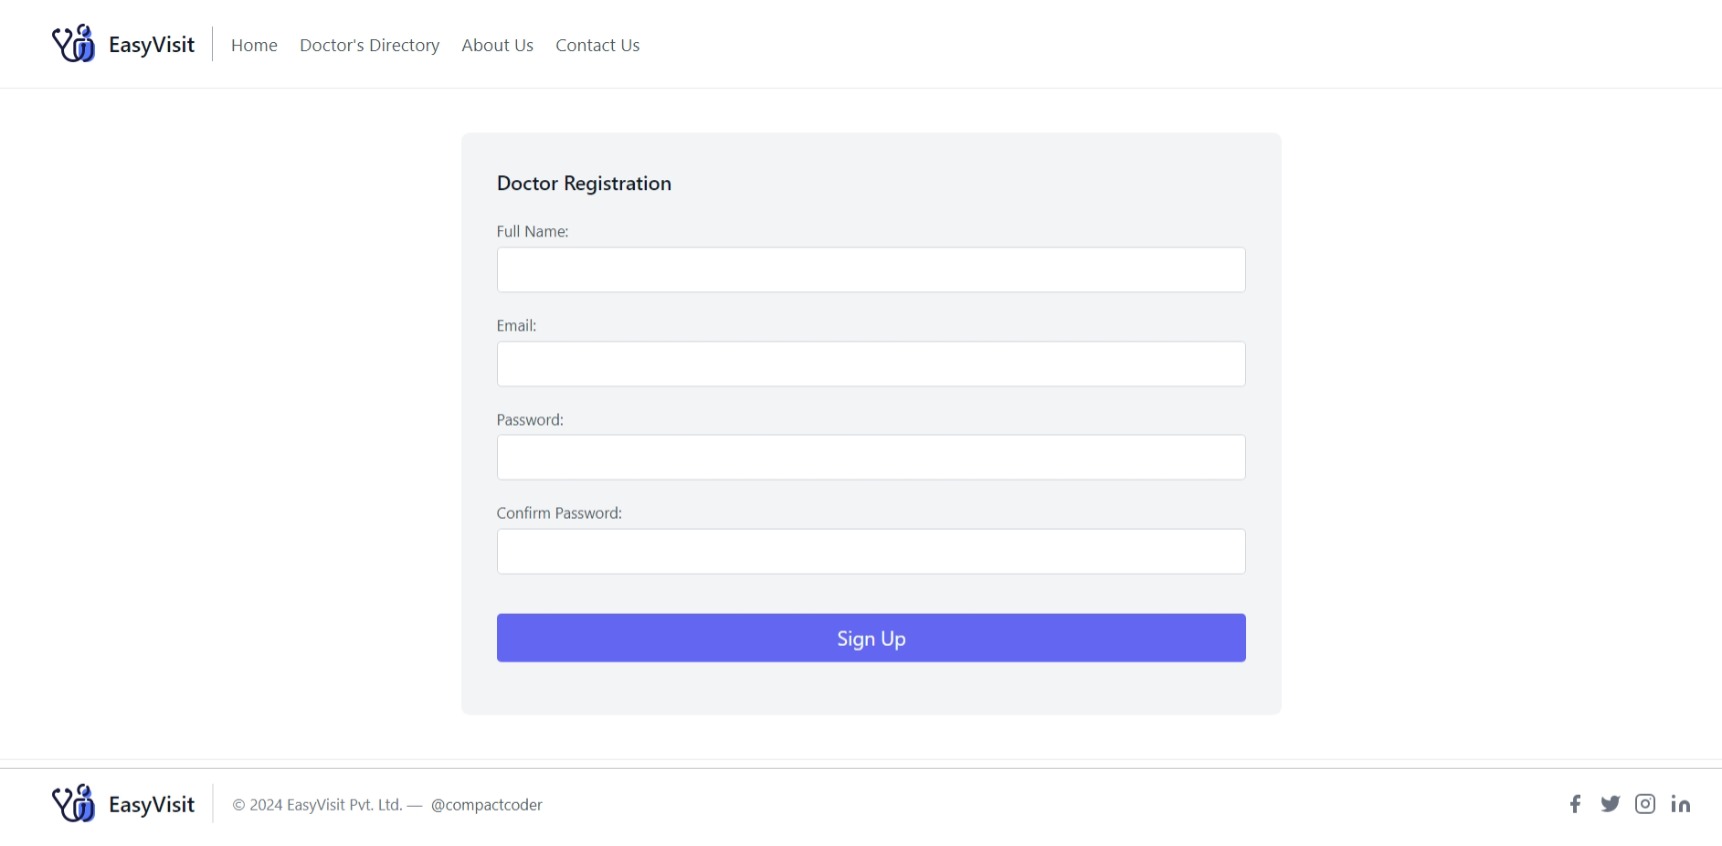 EasyVisit Home Doctor's Directory About Us Contact Us
Doctor Registration
Full Name:
Email:
Password:
Confirm Password:
Sign Up
EasyVisit © 2024 EasyVisit Pvt. Ltd. — @compactcoder